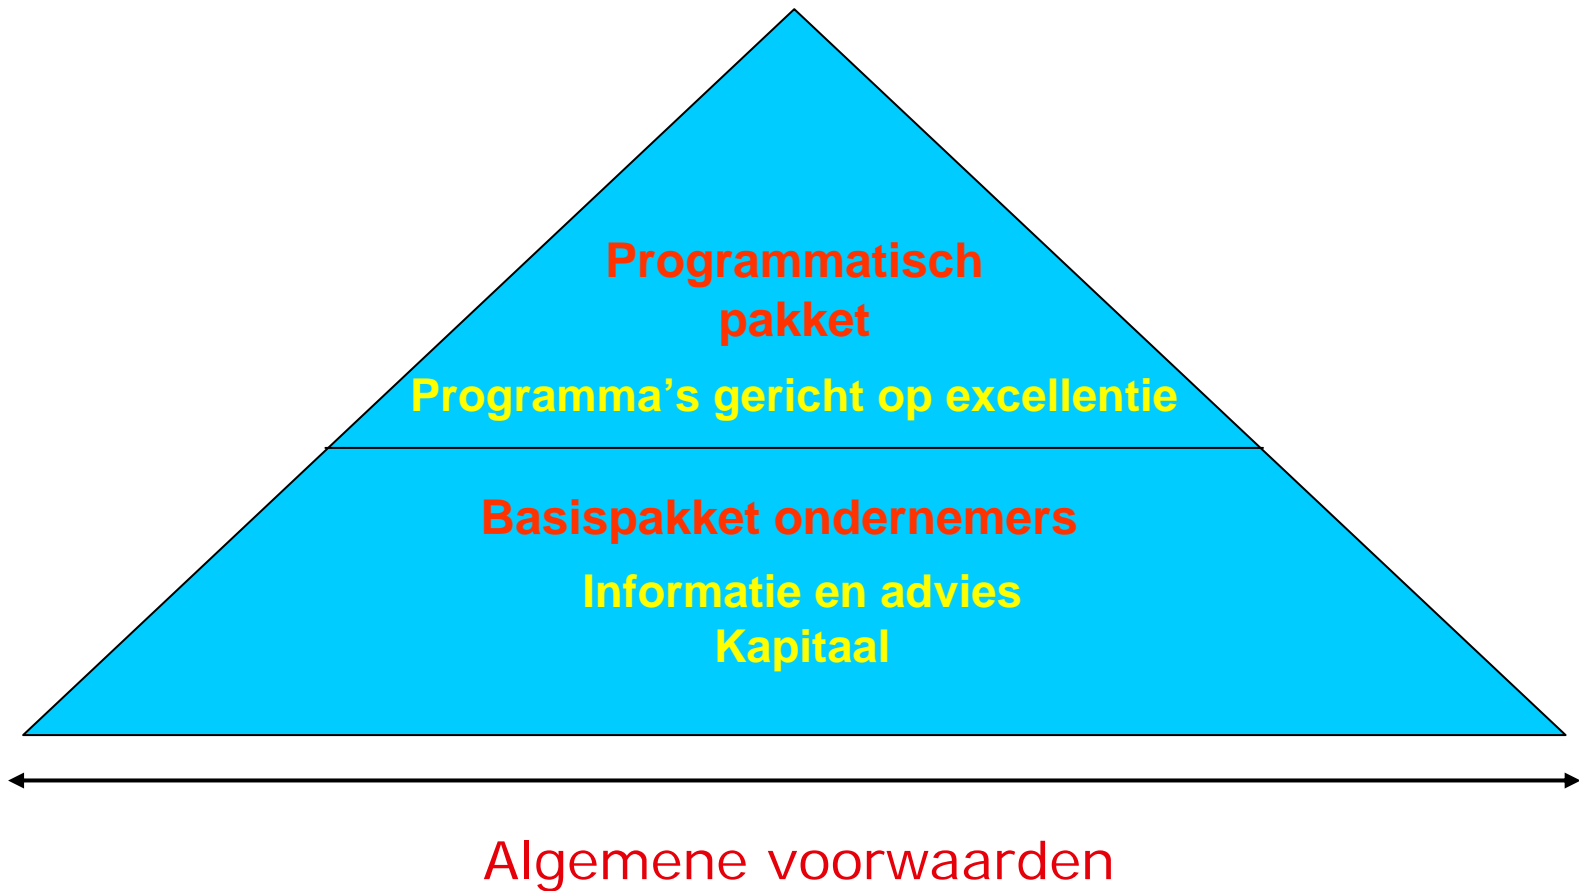 Programmatisch
pakket
Programma’s gericht op excellentie
Basispakket ondernemers
Informatie en advies
Kapitaal
Algemene voorwaarden